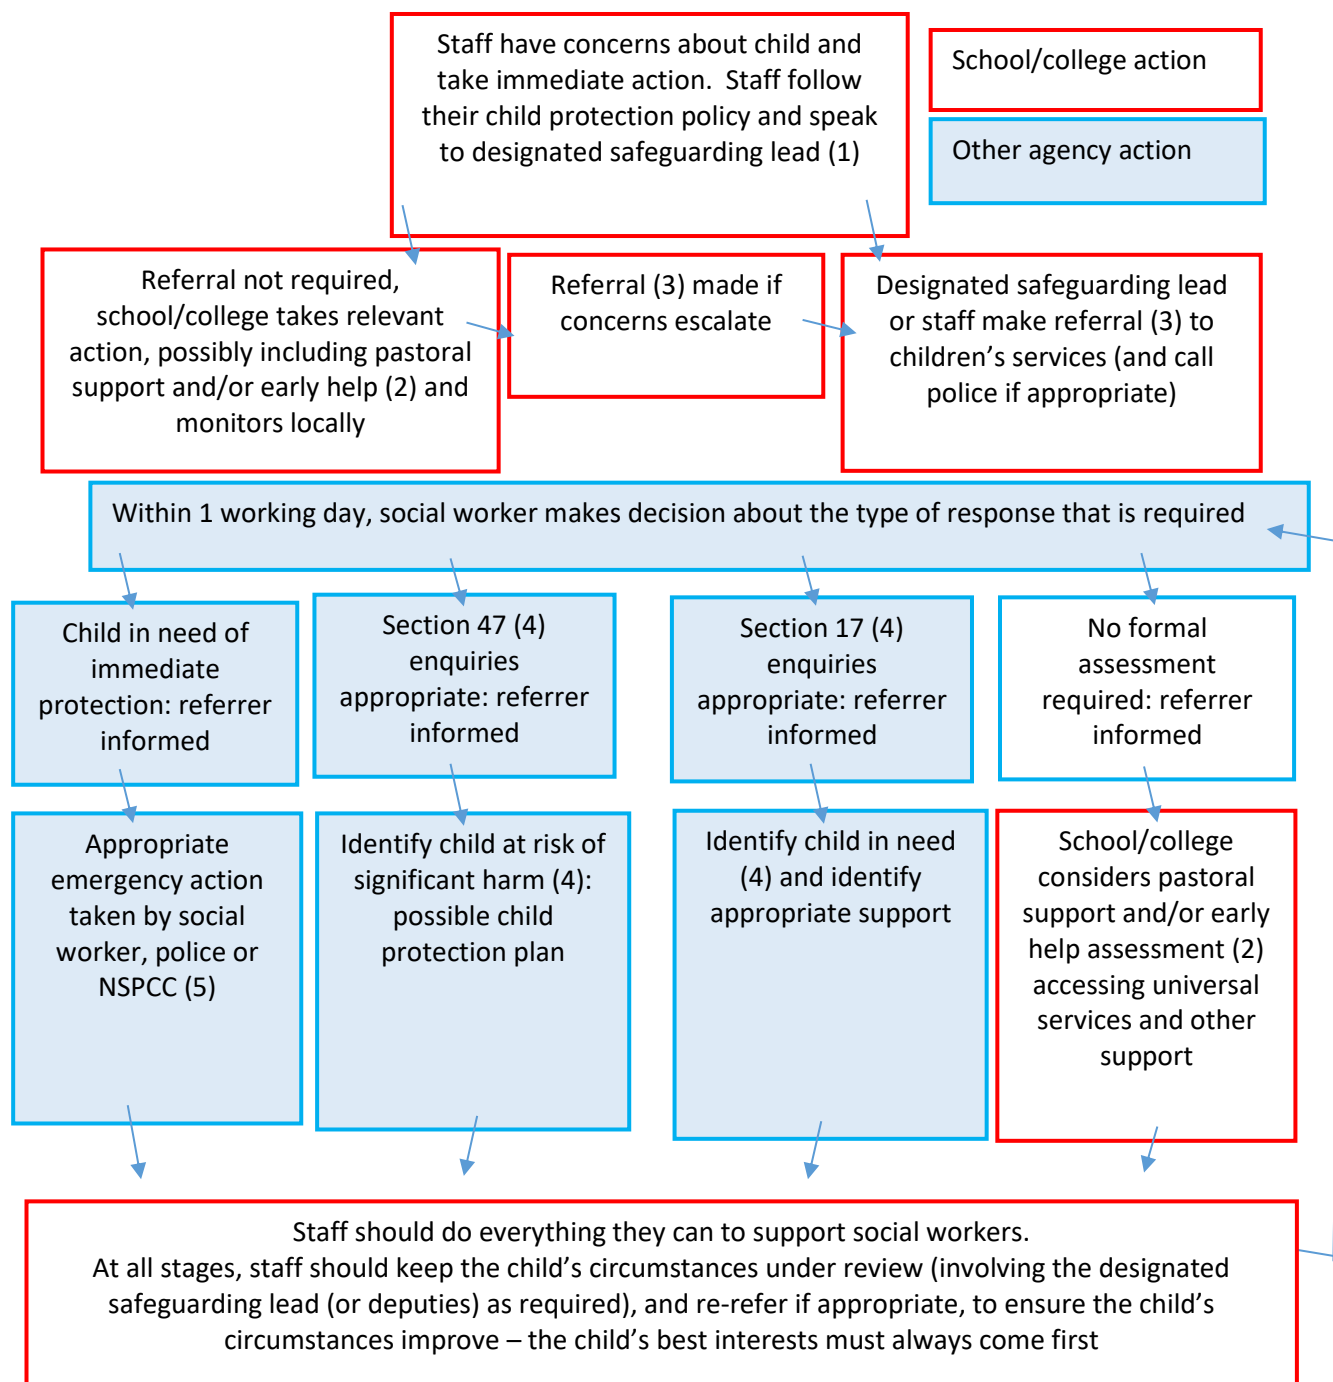 Staff have concerns about child and
take immediate action.  Staff follow
their child protection policy and speak
to designated safeguarding lead (1)
School/college action
Other agency action
Referral not required,
school/college takes relevant
action, possibly including pastoral
support and/or early help (2) and
monitors locally
Referral (3) made if
concerns escalate
Designated safeguarding lead
or staff make referral (3) to
children’s services (and call
police if appropriate)
Within 1 working day, social worker makes decision about the type of response that is required
Child in need of
immediate
protection: referrer
informed
Section 47 (4)
enquiries
appropriate: referrer
informed
Section 17 (4)
enquiries
appropriate: referrer
informed
No formal
assessment
required: referrer
informed
Appropriate
emergency action
taken by social
worker, police or
NSPCC (5)
Identify child at risk of
significant harm (4):
possible child
protection plan
Identify child in need
(4) and identify
appropriate support
School/college
considers pastoral
support and/or early
help assessment (2)
accessing universal
services and other
support
Staff should do everything they can to support social workers.
At all stages, staff should keep the child’s circumstances under review (involving the designated
safeguarding lead (or deputies) as required), and re-refer if appropriate, to ensure the child’s
circumstances improve – the child’s best interests must always come first